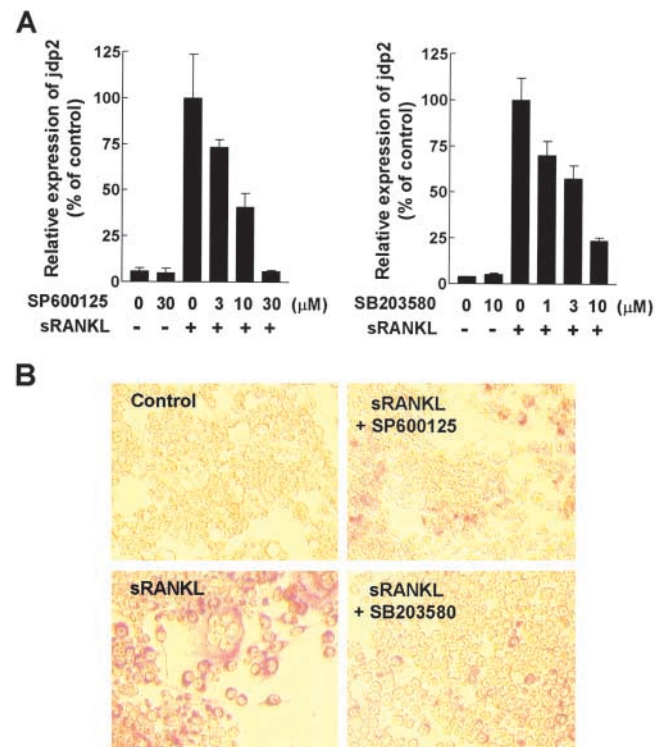 A
Relative expression of jdp2
(% of control)
125
100
75
50
25
0
SP600125 0 30 0 3 10 30 (μM)
sRANKL - - + + + +
Relative expression of jdp2
(% of control)
125
100
75
50
25
0
SB203580 0 10 0 1 3 10 (μM)
sRANKL - - + + + +
B
Control
sRANKL
+ SP600125
sRANKL
sRANKL
+ SB203580